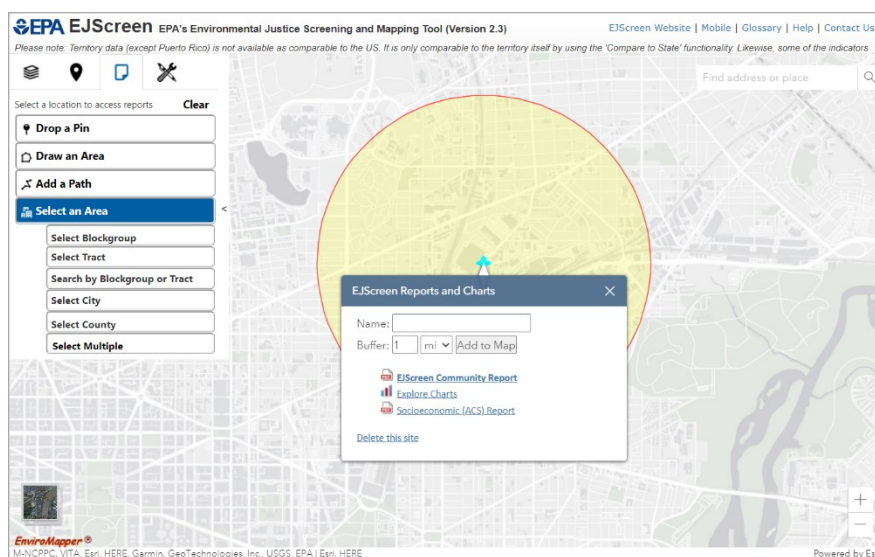 EPA EJScreen EPA's Environmental Justice Screening and Mapping Tool (Version 2.3)
EJScreen Website | Mobile | Glossary | Help | Contact Us
Please note: Territory data (except Puerto Rico) is not available as comparable to the US. It is only comparable to the territory itself by using the 'Compare to State' functionality. Likewise, some of the indicators
Find address or place
Select a location to access reports Clear
Drop a Pin
Draw an Area
Add a Path
Select an Area
<
Select Blockgroup
Select Tract
Search by Blockgroup or Tract
Select City
Select County
Select Multiple
EJScreen Reports and Charts
Name:
Buffer: 1 mi Add to Map
EJScreen Community Report
Explore Charts
Socioeconomic (ACS) Report
Delete this site
+
−
EnviroMapper ®
M-NCPPC, VITA, Esri, HERE, Garmin, GeoTechnologies, Inc., USGS, EPA | Esri, HERE
Powered by Es